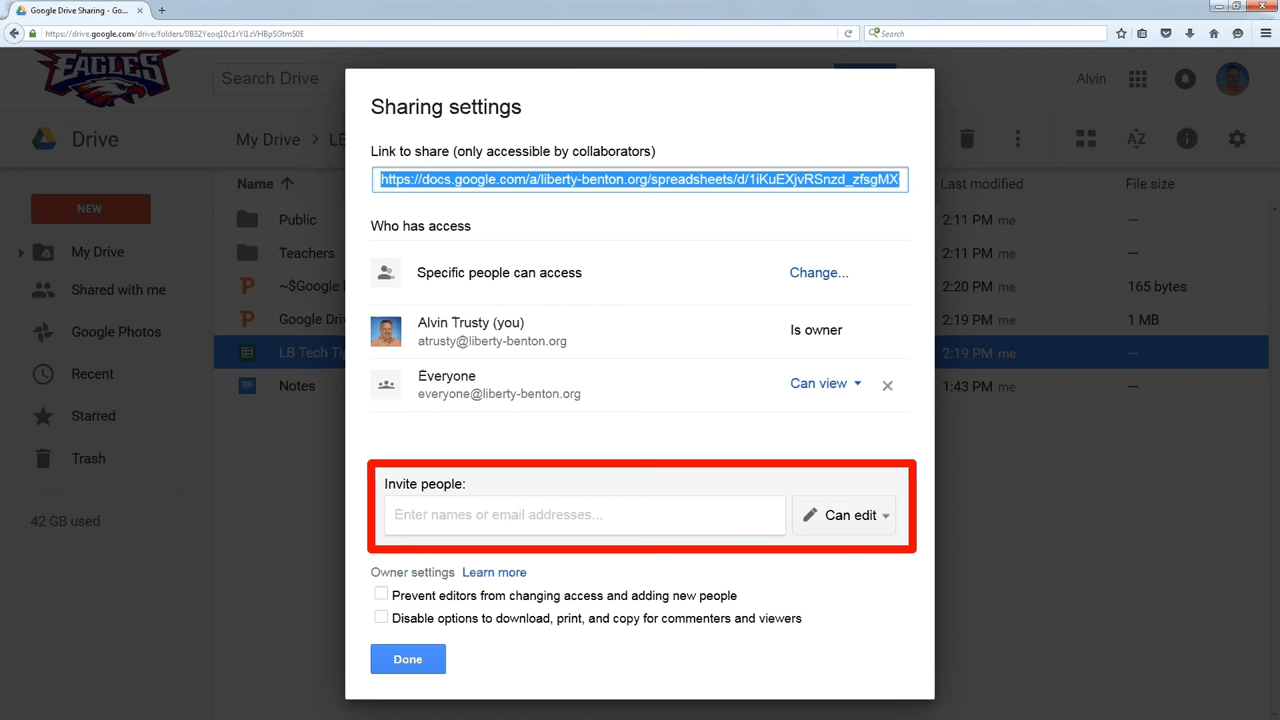 Google Drive Sharing - Go...
https://drive.google.com/drive/folders/0B32Yeoq10c1rYi1zVHBpSGtmS0E
Search
EAGLES
Search Drive
Alvin
Drive
My Drive > LB
Name
Last modified
File size
NEW
My Drive
Shared with me
Google Photos
Recent
Starred
Trash
42 GB used
Public
2:11 PM me
—
Teachers
2:11 PM me
—
~$Google
2:20 PM me
165 bytes
Google Dri
2:19 PM me
1 MB
LB Tech Ti
2:19 PM me
—
Notes
1:43 PM me
—
Sharing settings
Link to share (only accessible by collaborators)
https://docs.google.com/a/liberty-benton.org/spreadsheets/d/1iKuEXjvRSnzd_zfsgMX
Who has access
Specific people can access
Change...
Alvin Trusty (you)
atrusty@liberty-benton.org
Is owner
Everyone
everyone@liberty-benton.org
Can view
Invite people:
Enter names or email addresses...
Can edit
Owner settings Learn more
Prevent editors from changing access and adding new people
Disable options to download, print, and copy for commenters and viewers
Done